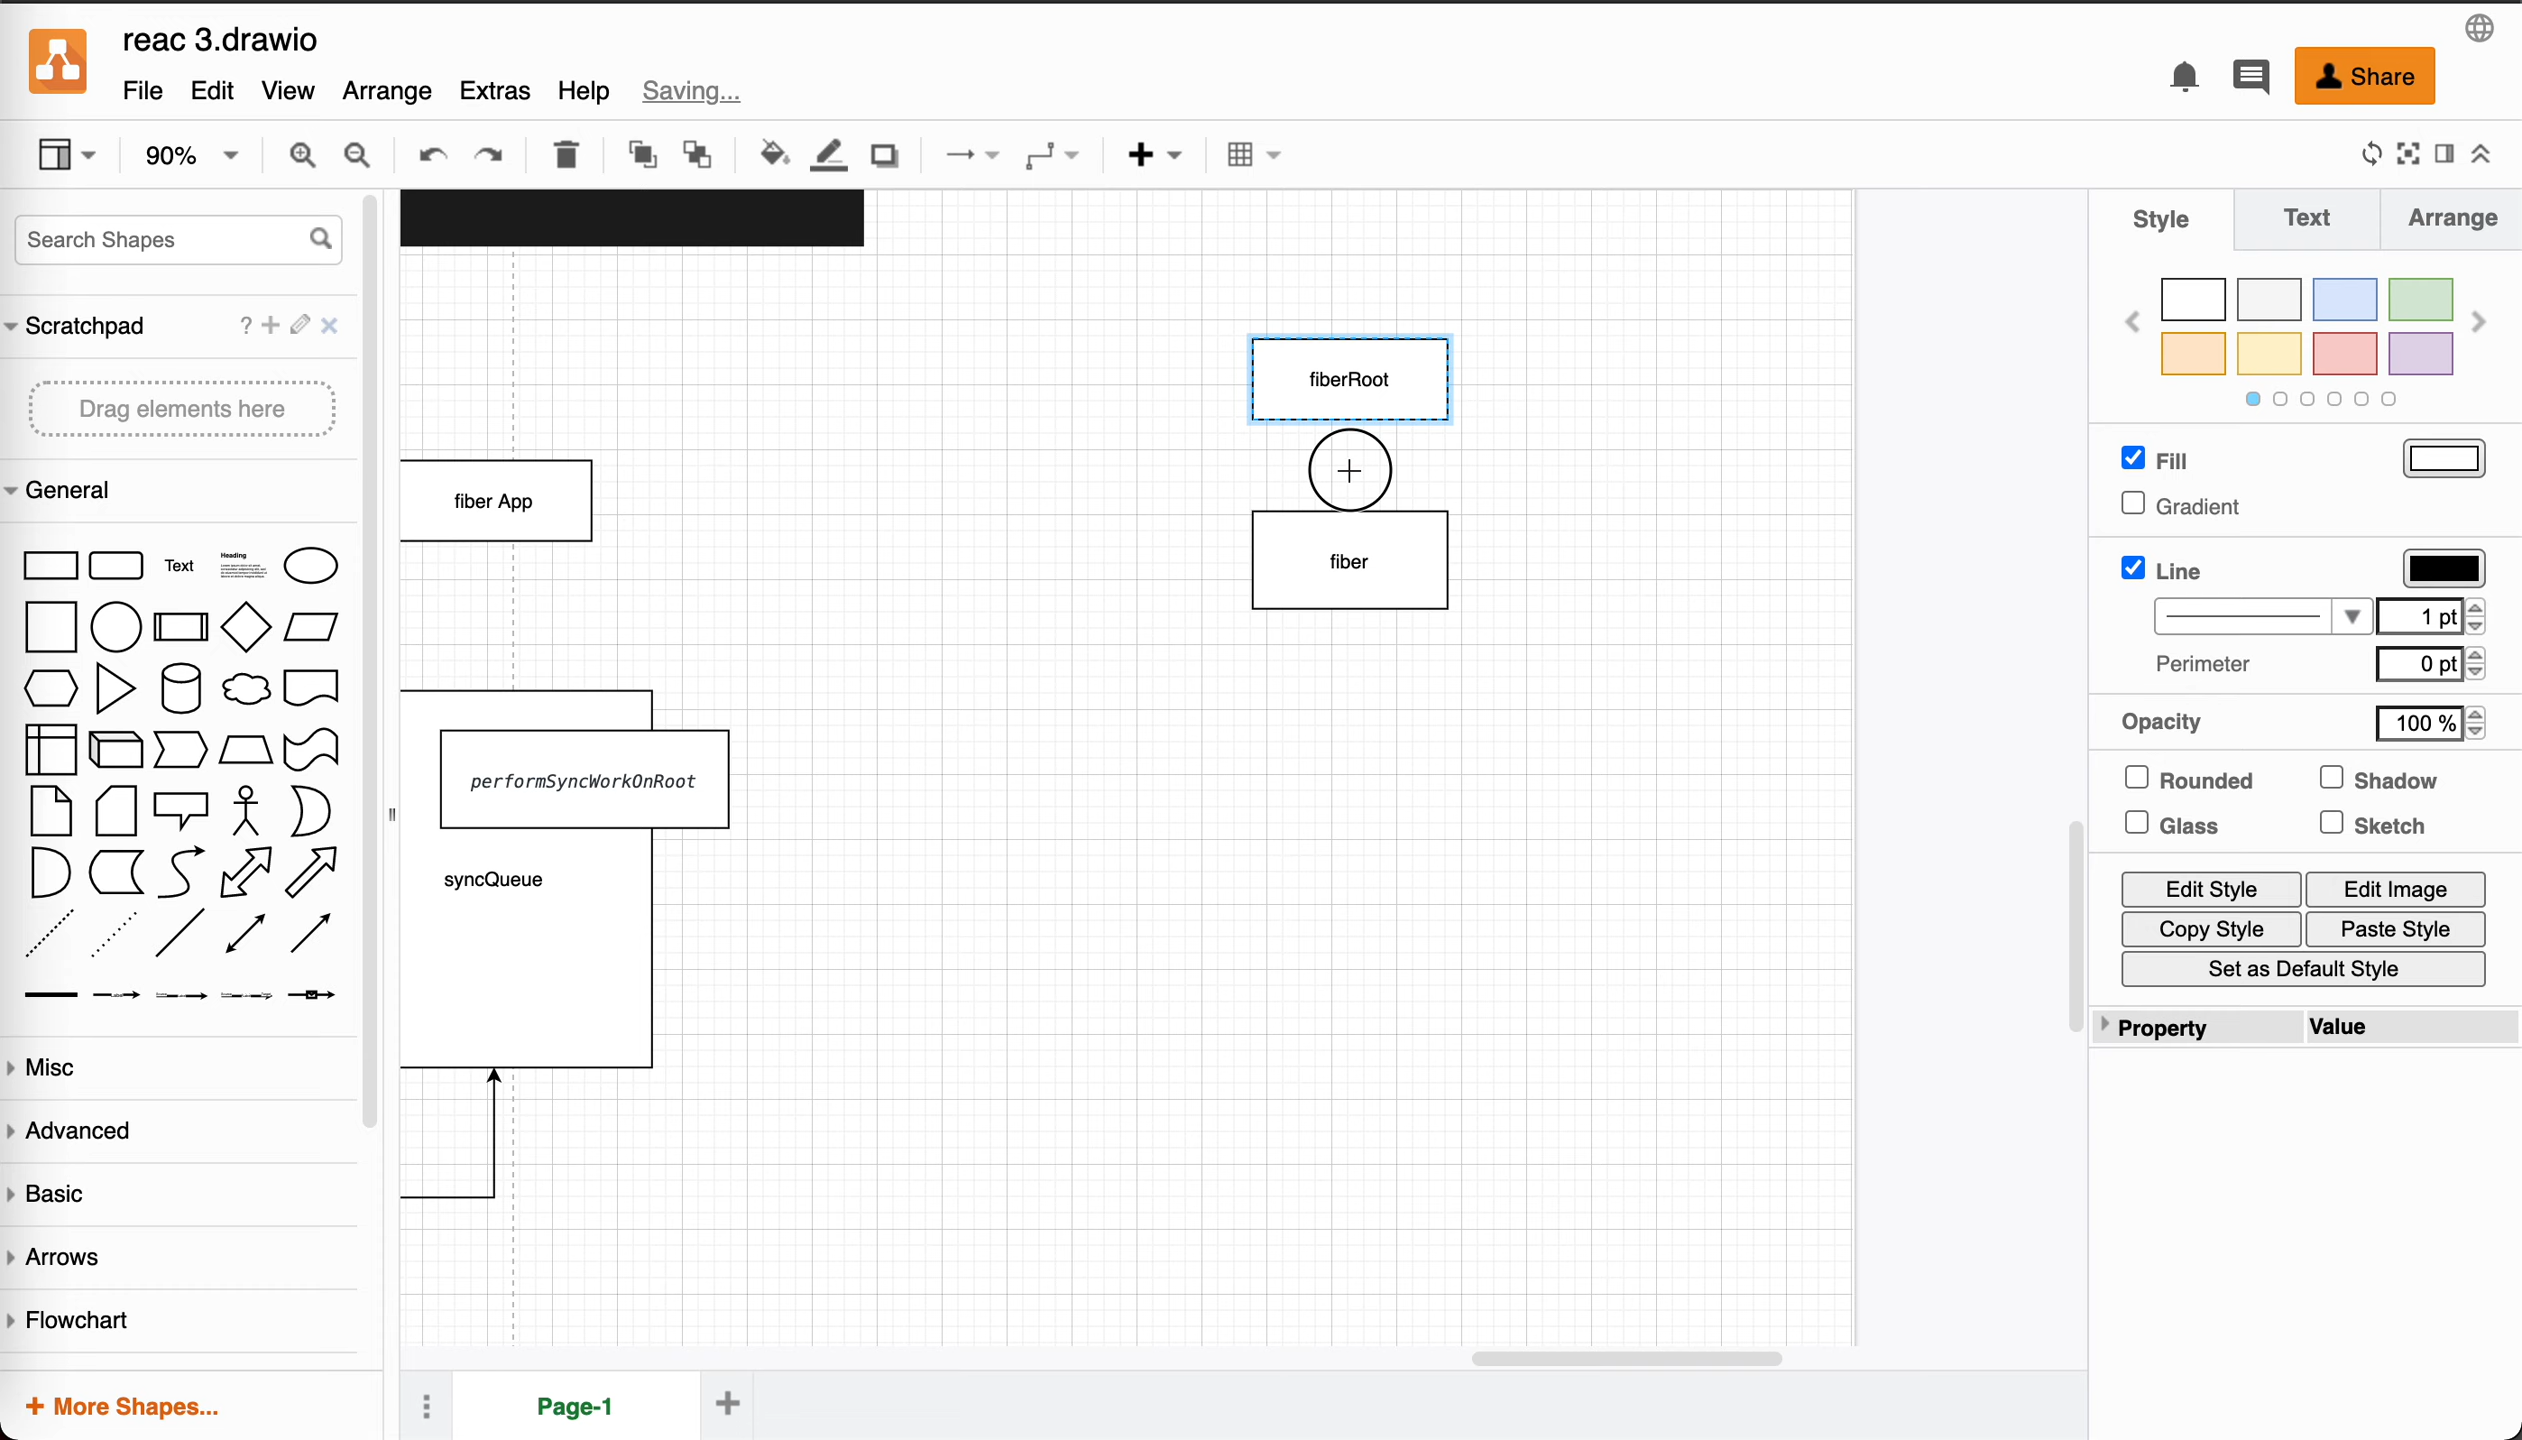 reac 3.drawio
File Edit View Arrange Extras Help Saving...
Share
90%
Search Shapes
Scratchpad
?
Drag elements here
General
Text
Heading
Misc
Advanced
Basic
Arrows
Flowchart
+ More Shapes...
fiber App
performSyncWorkOnRoot
syncQueue
fiberRoot
fiber
Page-1
Style Text Arrange
Fill
Gradient
Line
1 pt
Perimeter 0 pt
Opacity 100 %
Rounded Shadow
Glass Sketch
Edit Style Edit Image
Copy Style Paste Style
Set as Default Style
Property Value